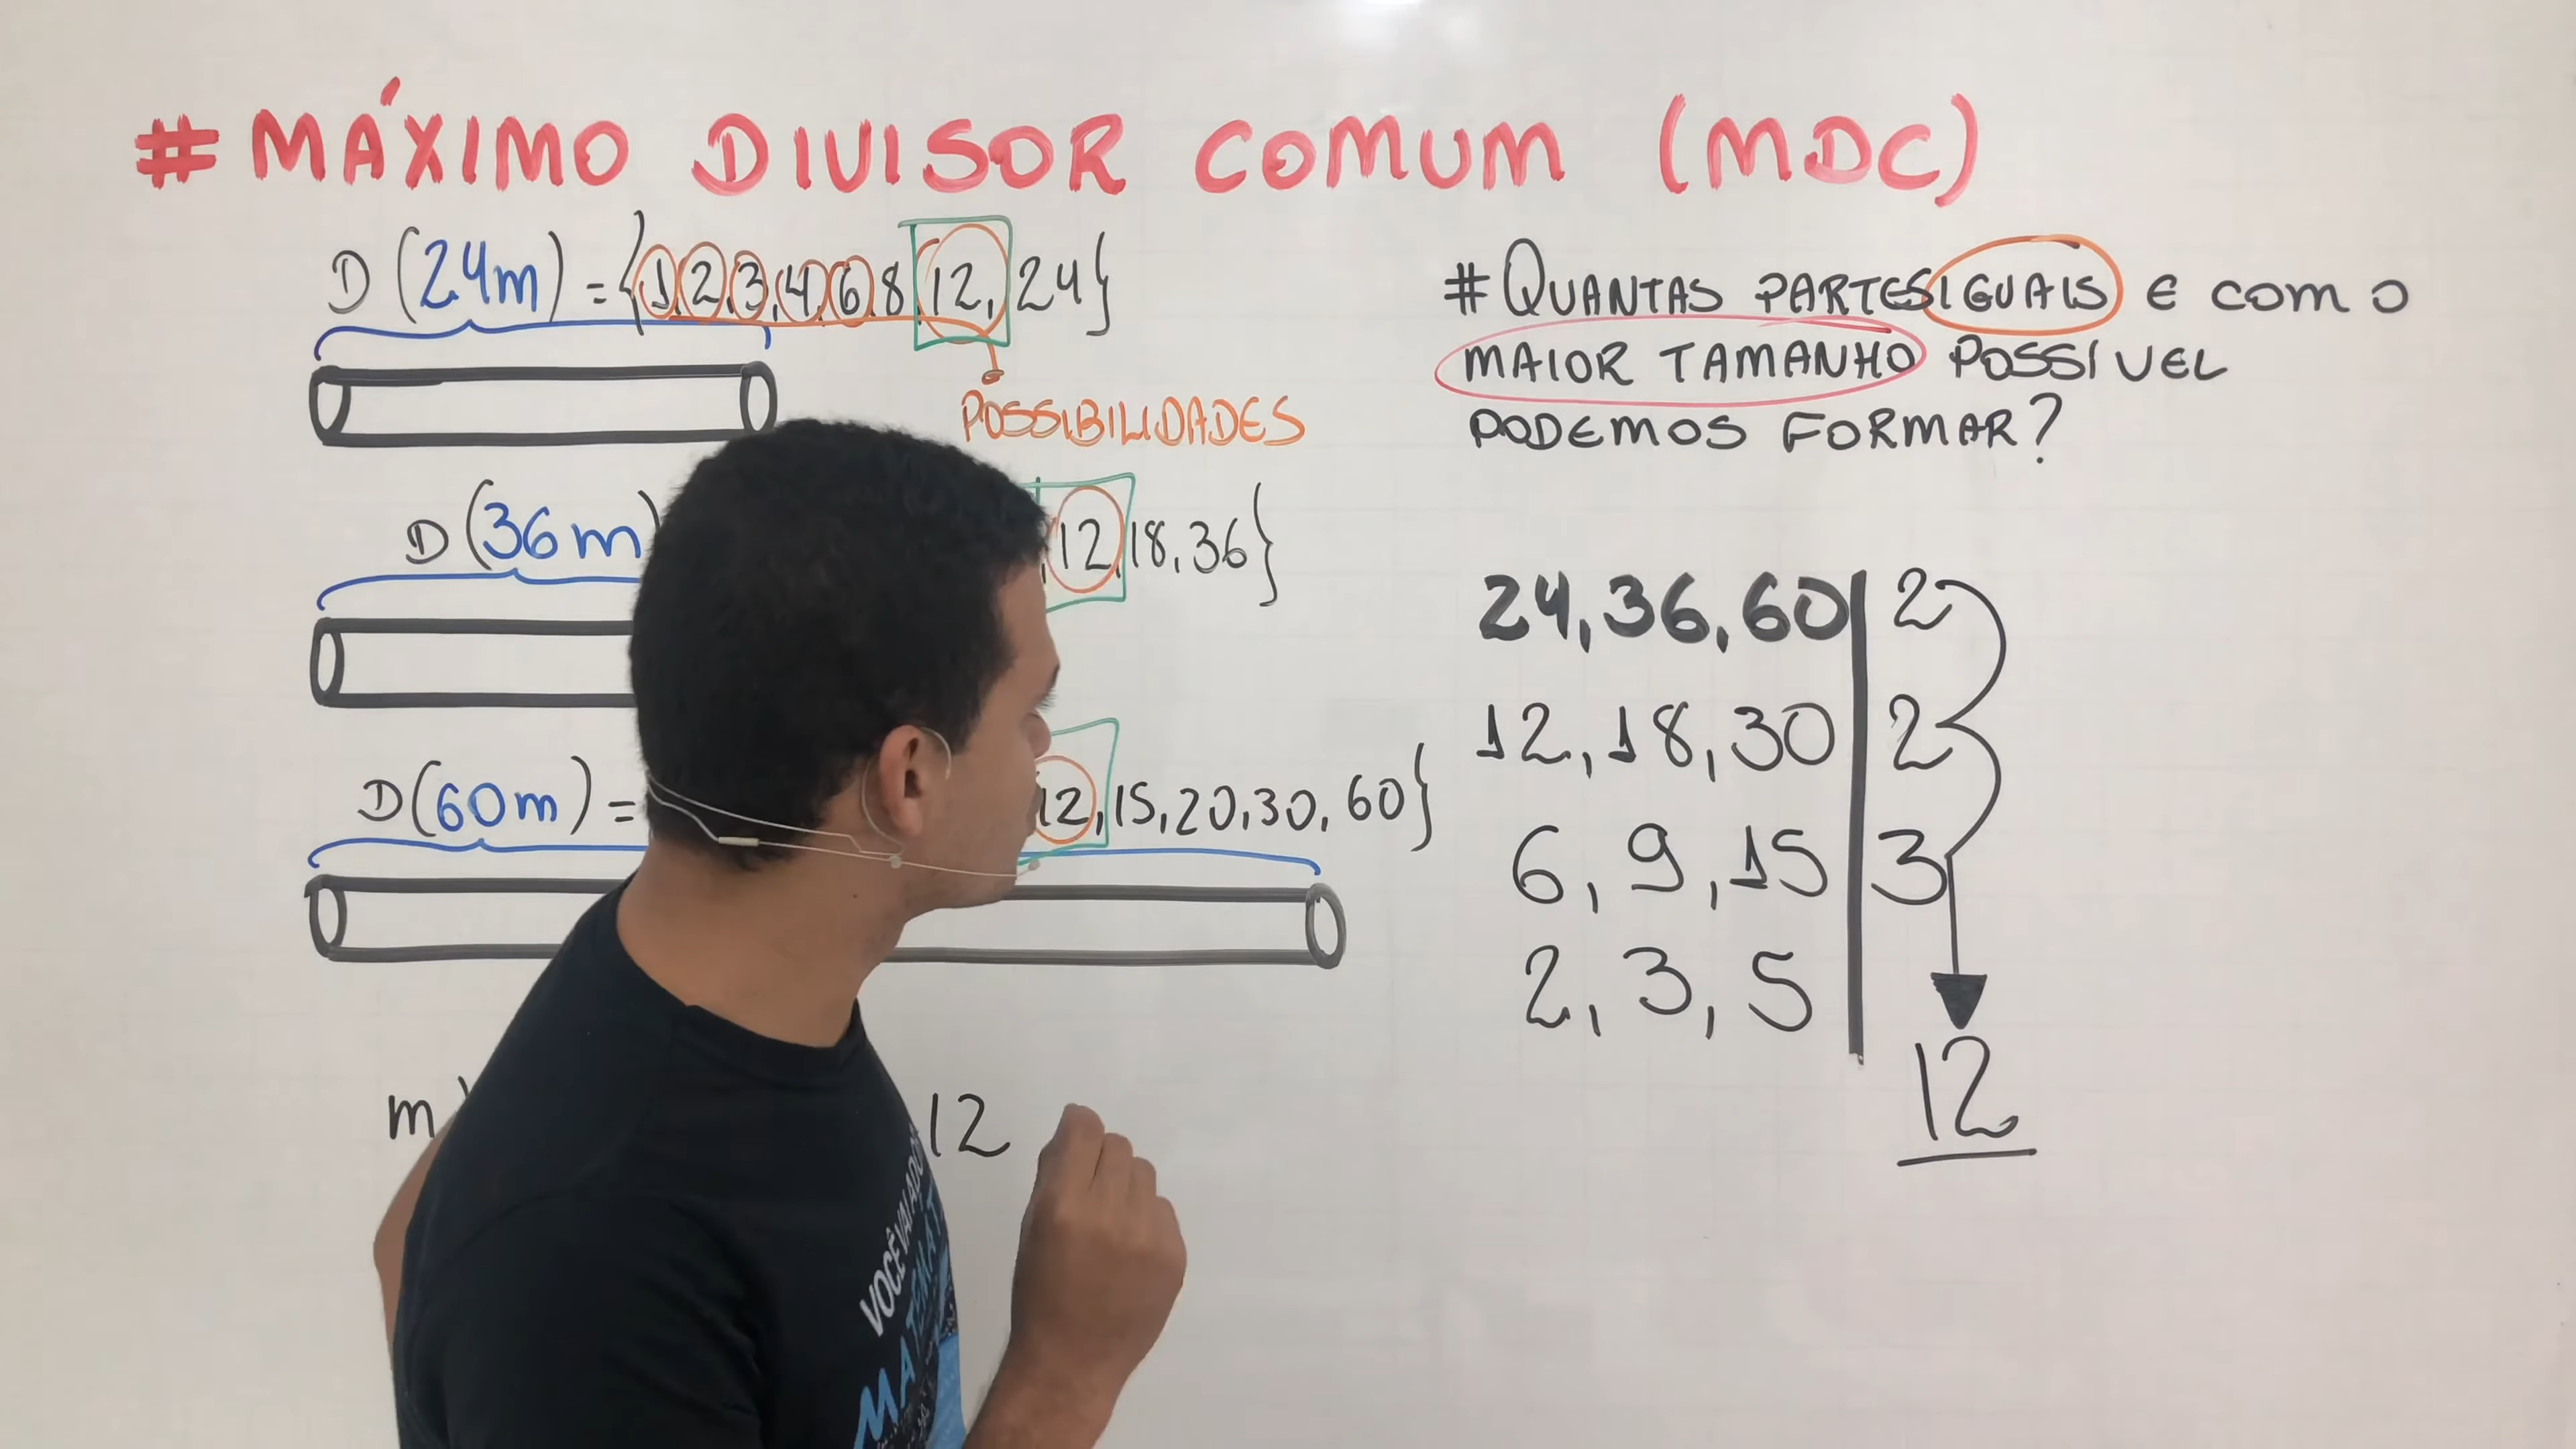 # MÁXIMO DIVISOR COMUM (MDC)
D (24m) = {1,2,3,4,6,8,12,24}
POSSIBILIDADES
D (36m)
,12,18,36}
D (60m) =
12,15,20,30,60}
m
12
# QUANTAS PARTES IGUAIS E COM O
MAIOR TAMANHO POSSIVEL
PODEMOS FORMAR?
24,36,60 | 2
12,18,30 | 2
6, 9, 15 | 3
2, 3, 5
12
VOCÊ VAI